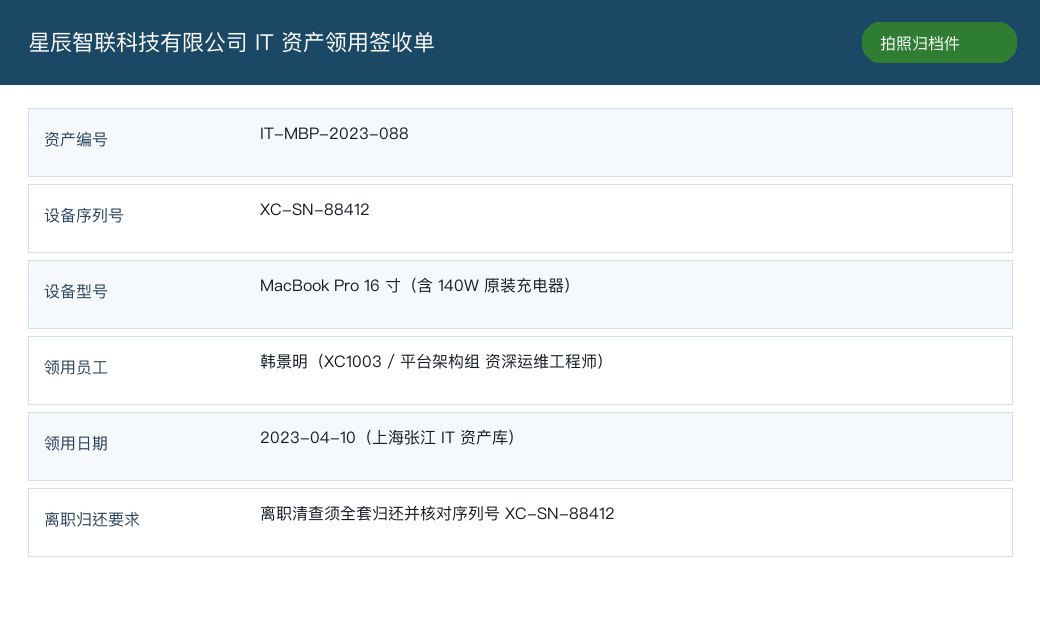 星辰智联科技有限公司 IT 资产领用签收单
拍照归档件
资产编号
IT-MBP-2023-088
设备序列号
XC-SN-88412
设备型号
MacBook Pro 16 寸（含 140W 原装充电器）
领用员工
韩景明（XC1003 / 平台架构组 资深运维工程师）
领用日期
2023-04-10（上海张江 IT 资产库）
离职归还要求
离职清查须全套归还并核对序列号 XC-SN-88412